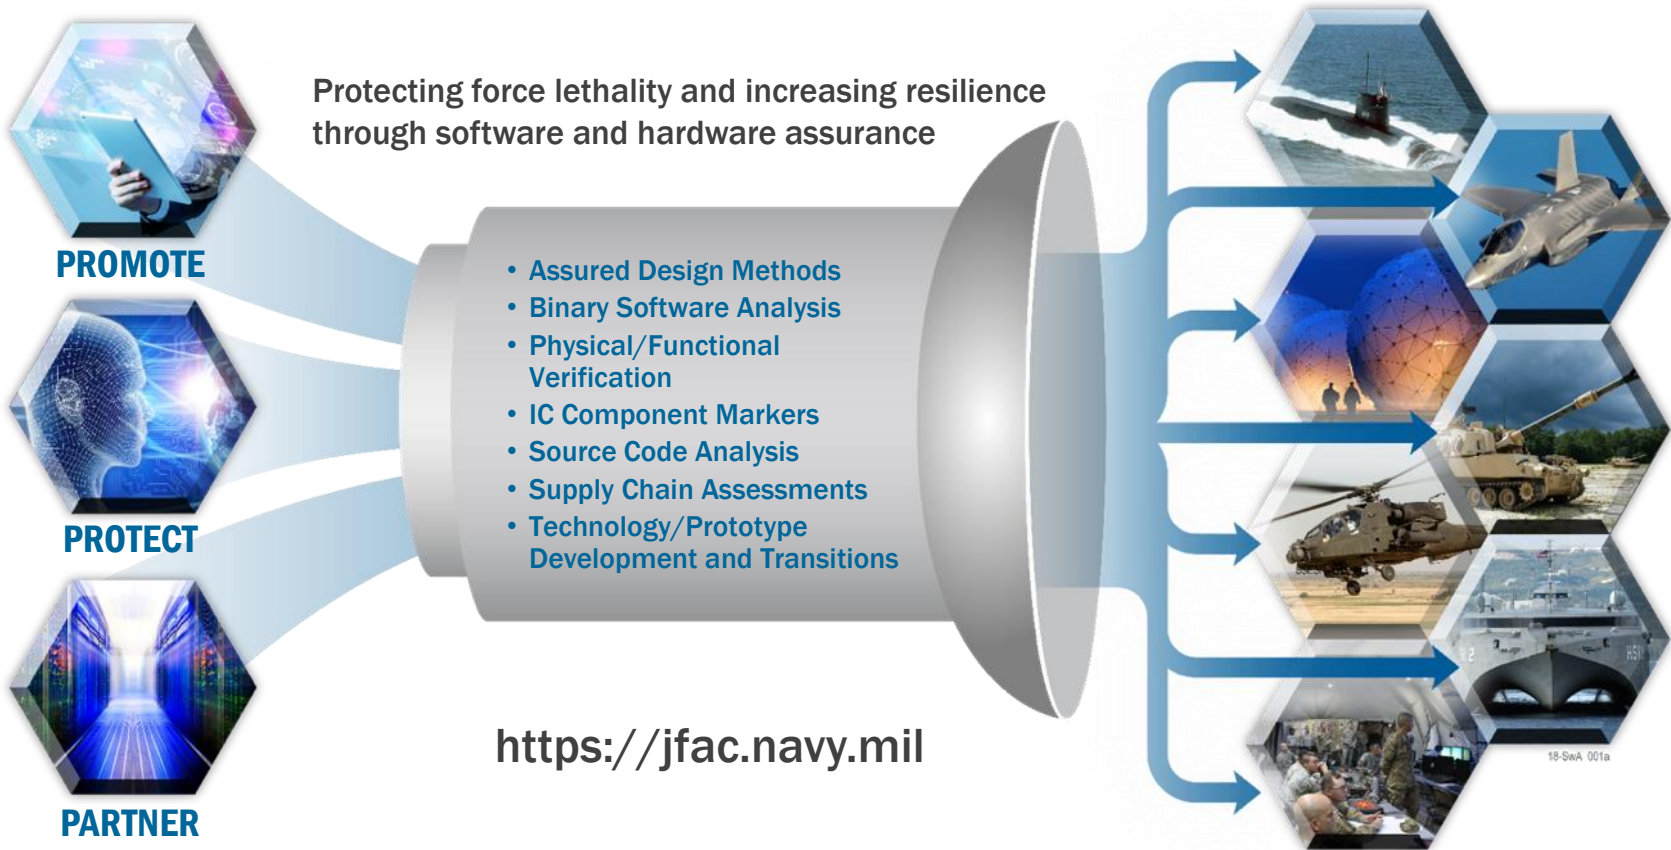 Protecting force lethality and increasing resilience
through software and hardware assurance
PROMOTE
PROTECT
PARTNER
• Assured Design Methods
• Binary Software Analysis
• Physical/Functional
Verification
• IC Component Markers
• Source Code Analysis
• Supply Chain Assessments
• Technology/Prototype
Development and Transitions
https://jfac.navy.mil
2
HSV
18-SwA 001a